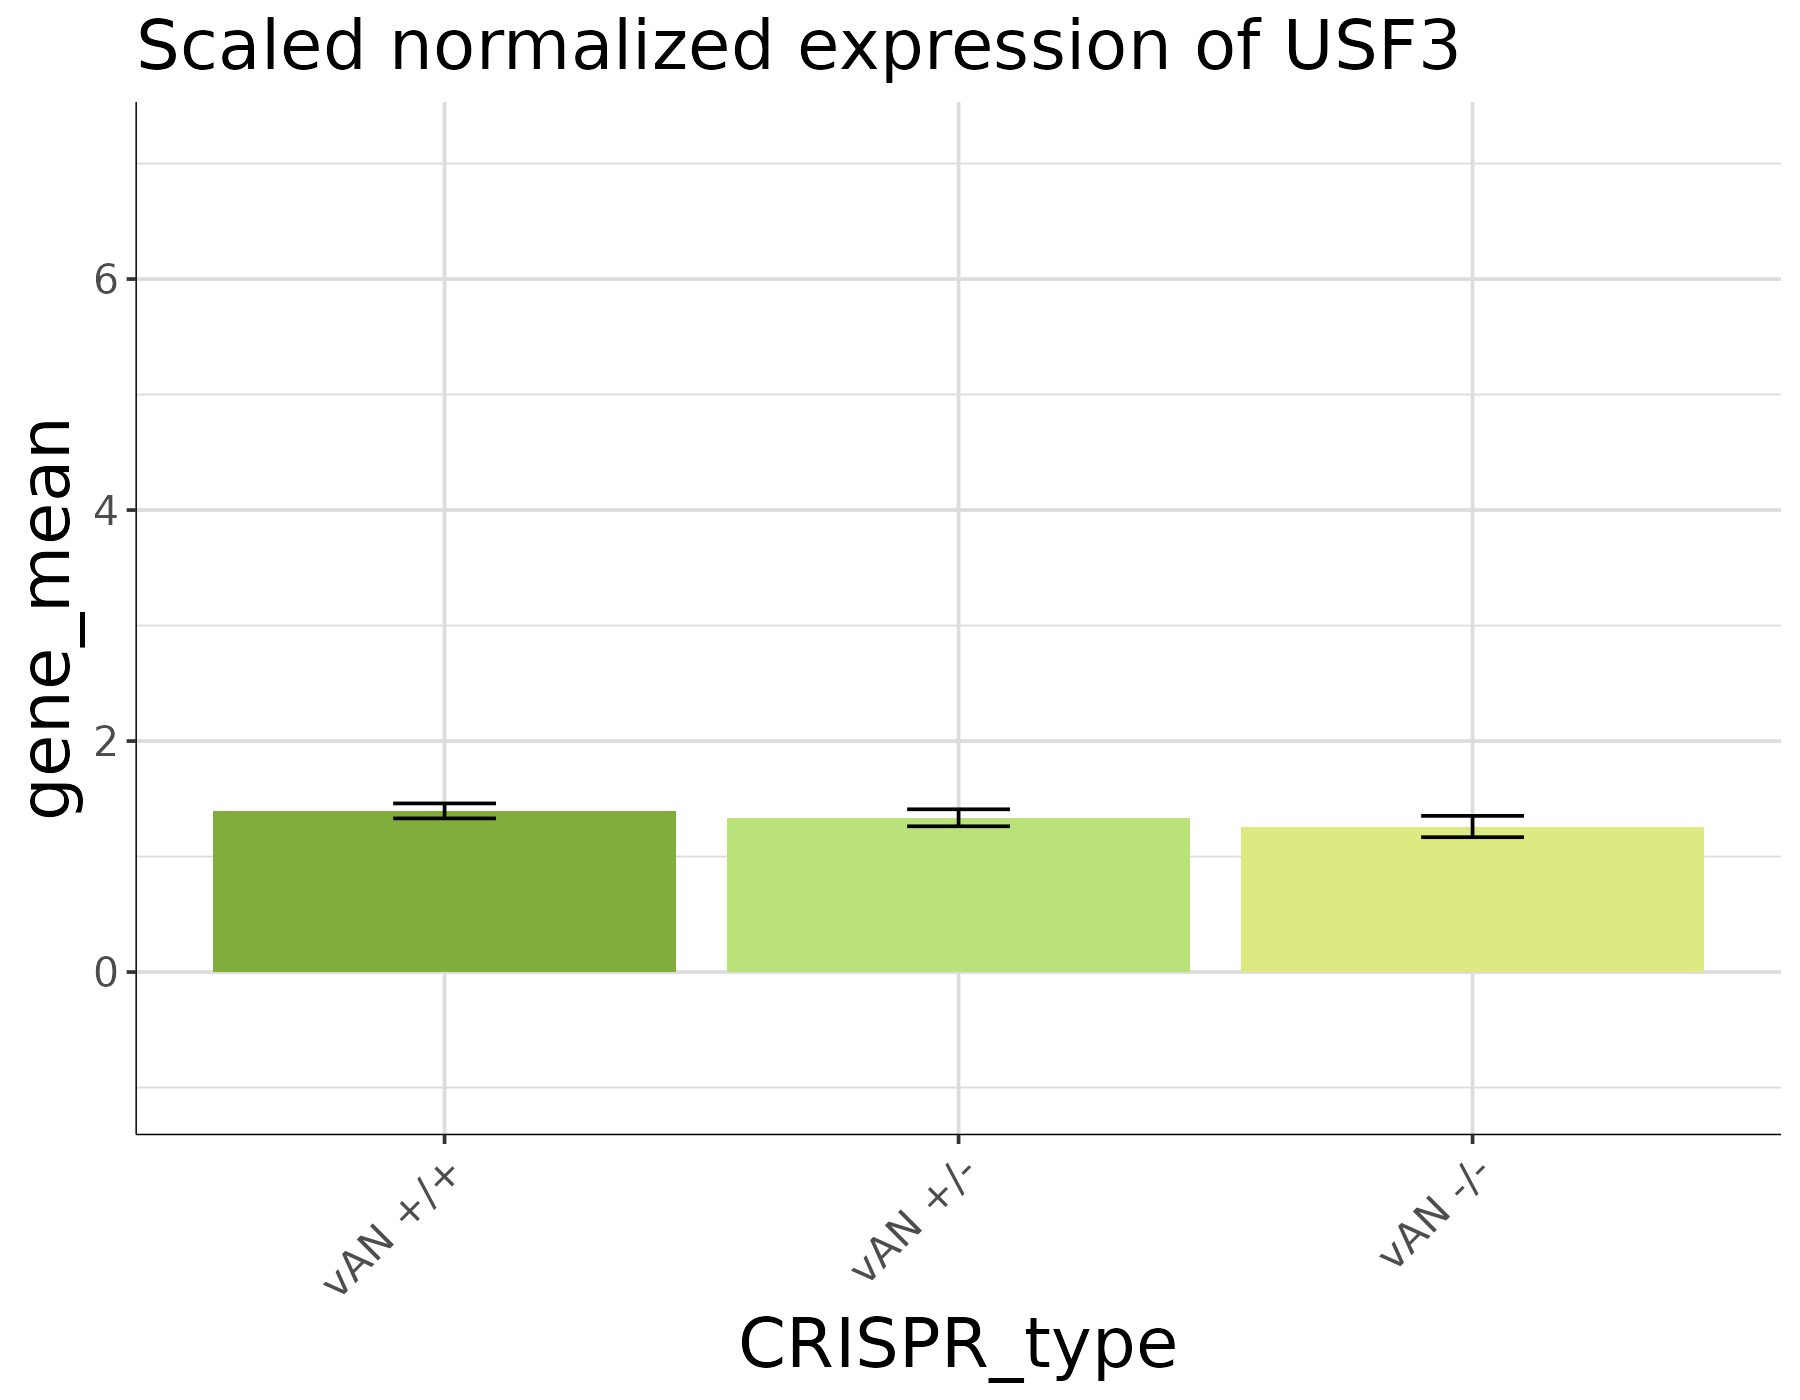 Scaled normalized expression of USF3
gene_mean
6
4
2
0
vAN +/+
vAN +/-
vAN -/-
CRISPR_type